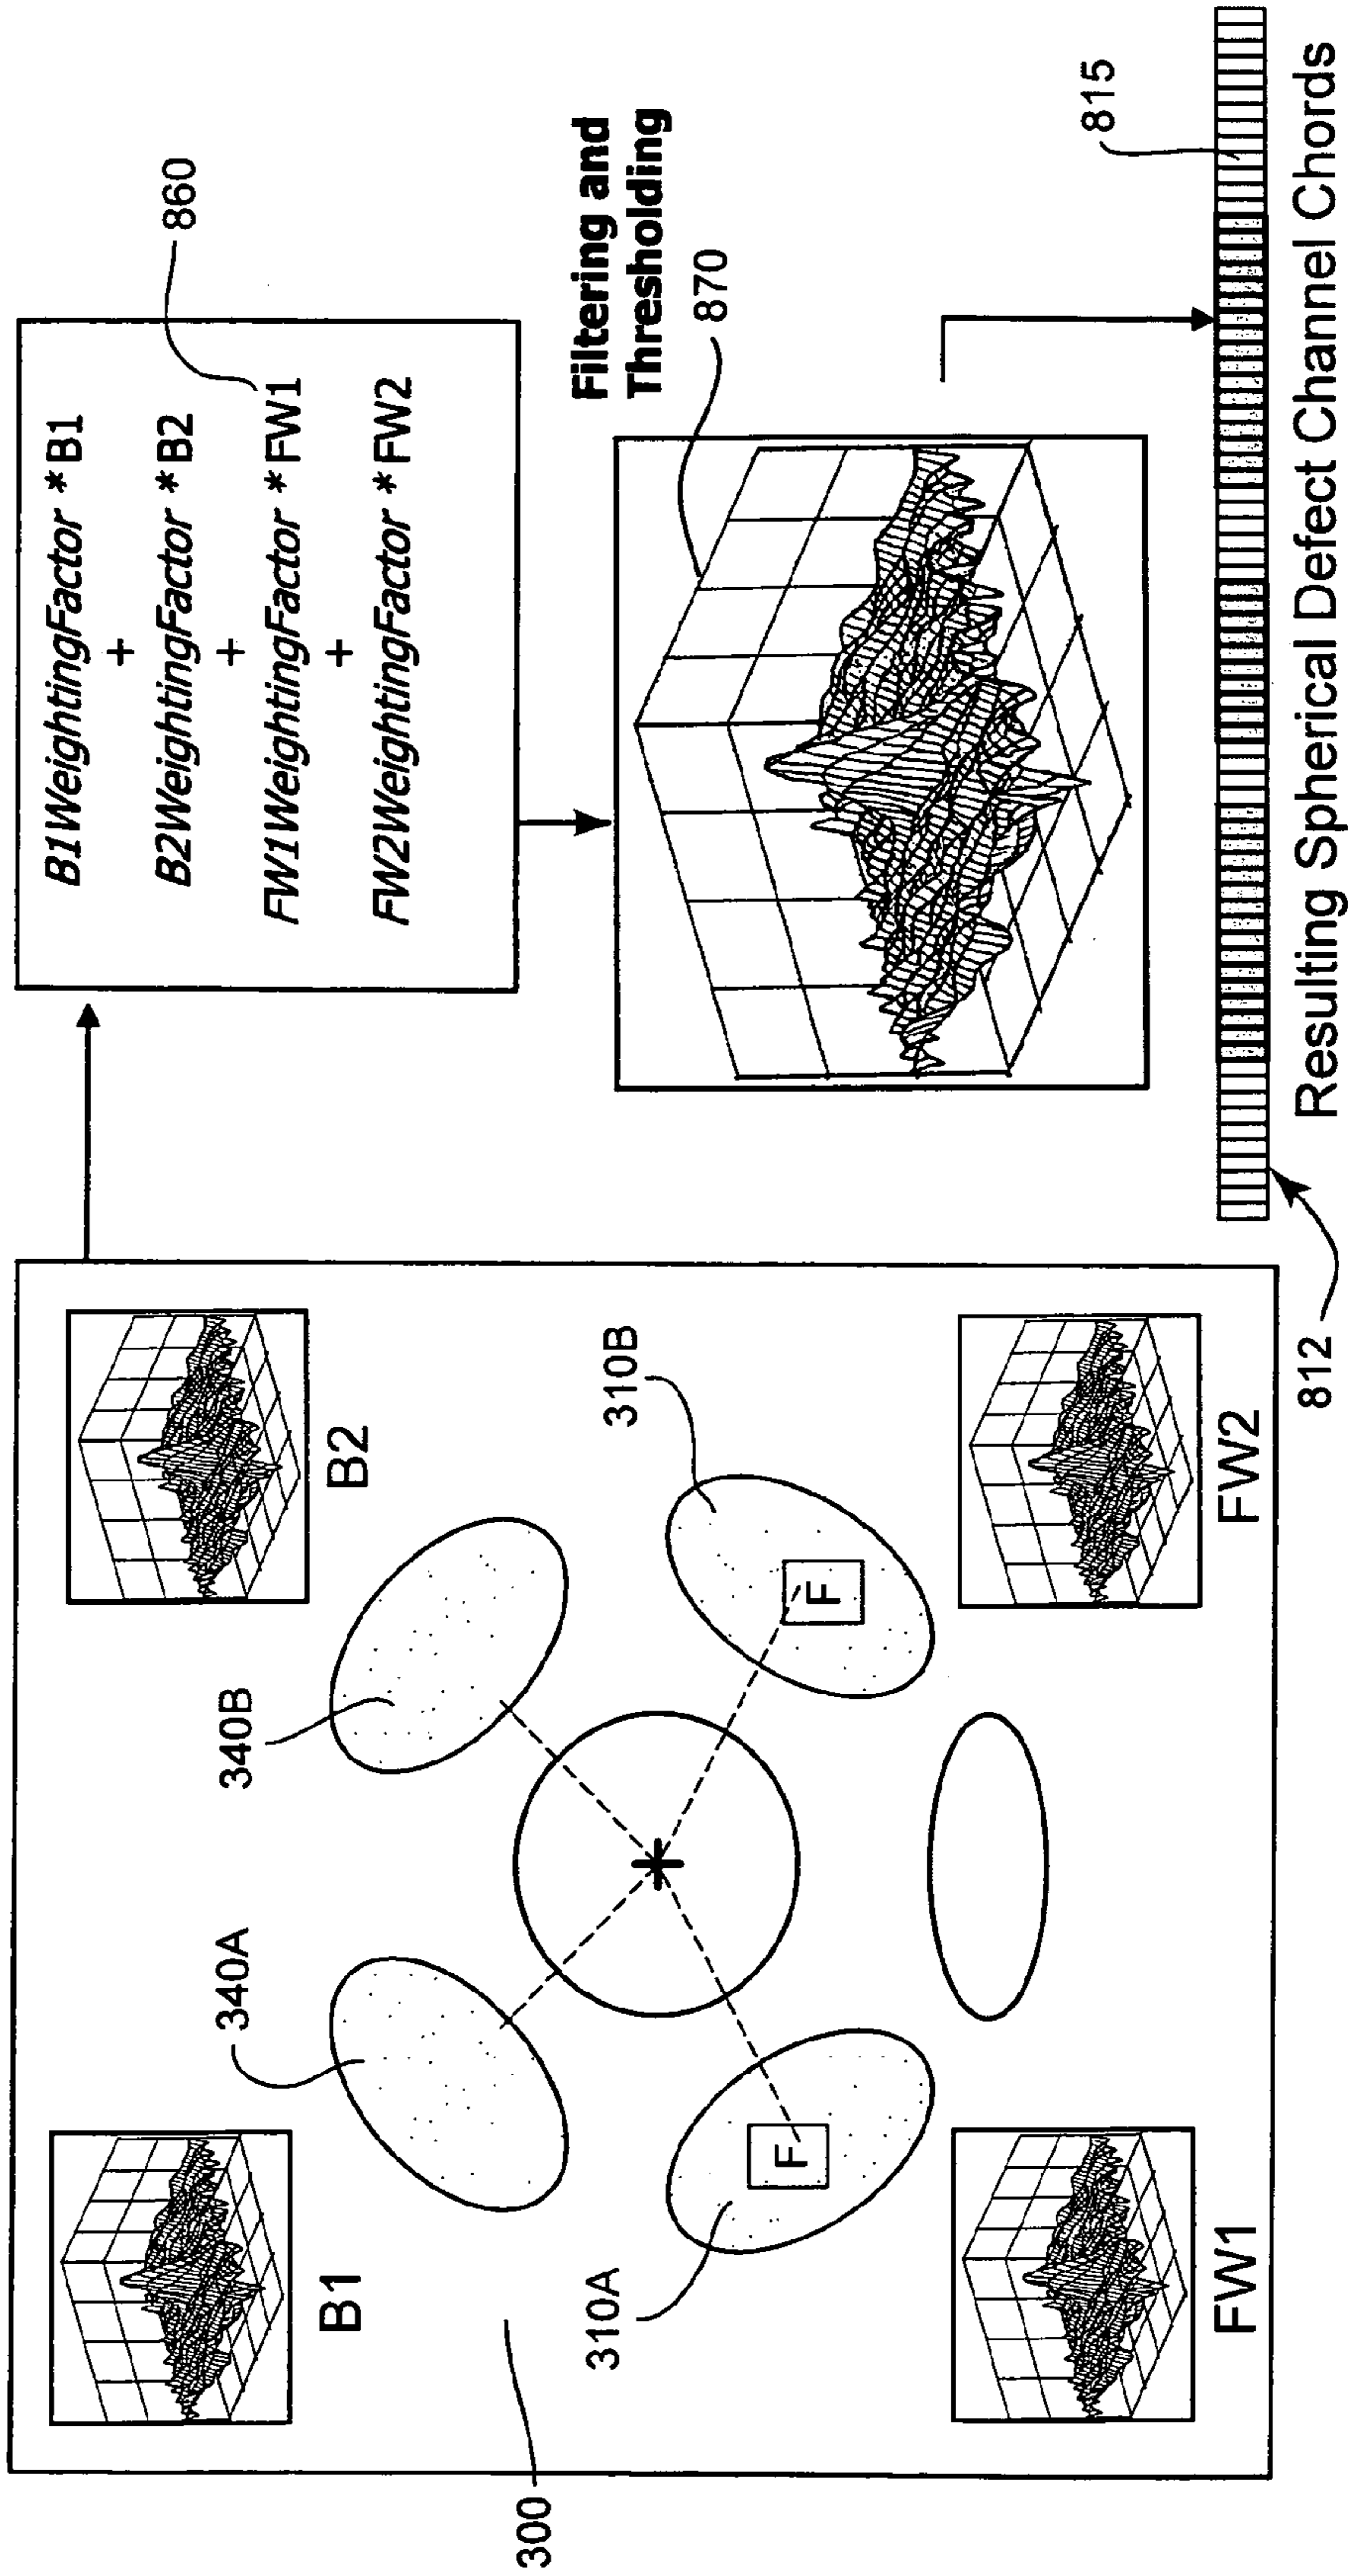 B1
B2
340A
340B
310A
310B
F
F
FW1
FW2
300
B1WeightingFactor *B1
+
B2WeightingFactor *B2
+
FW1WeightingFactor *FW1
+
FW2WeightingFactor *FW2
860
Filtering and
Thresholding
870
815
812
Resulting Spherical Defect Channel Chords